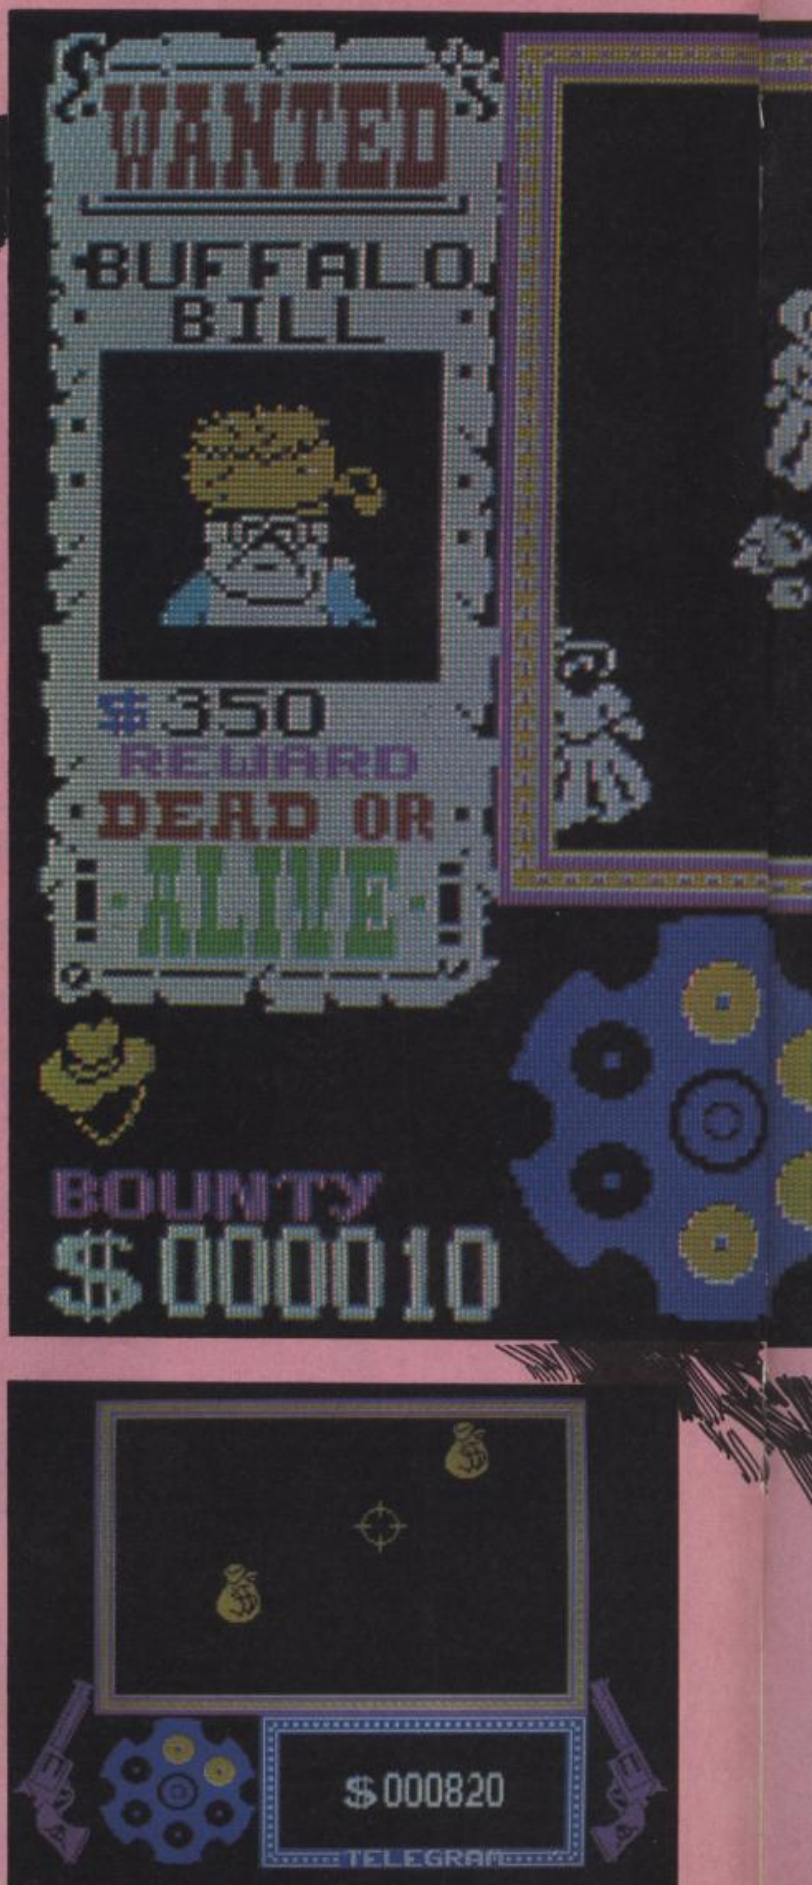 WANTED
BUFFALO
BILL
$350
REWARD
DEAD OR
ALIVE
BOUNTY
$000010
$000820
TELEGRAM